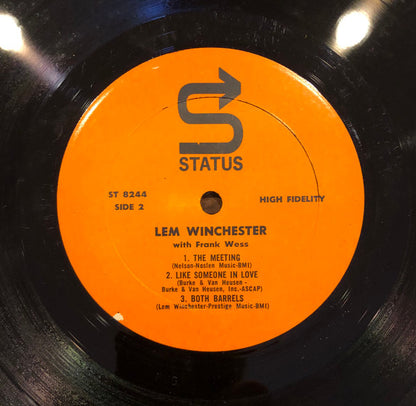 STATUS
ST 8244
SIDE 2
HIGH FIDELITY
LEM WINCHESTER
with Frank Wess
1. THE MEETING
(Nelson-Noslen Music-BMI)
2. LIKE SOMEONE IN LOVE
(Burke & Van Heusen -
Burke & Van Heusen, Inc.-ASCAP)
3. BOTH BARRELS
(Lem Winchester-Prestige Music-BMI)